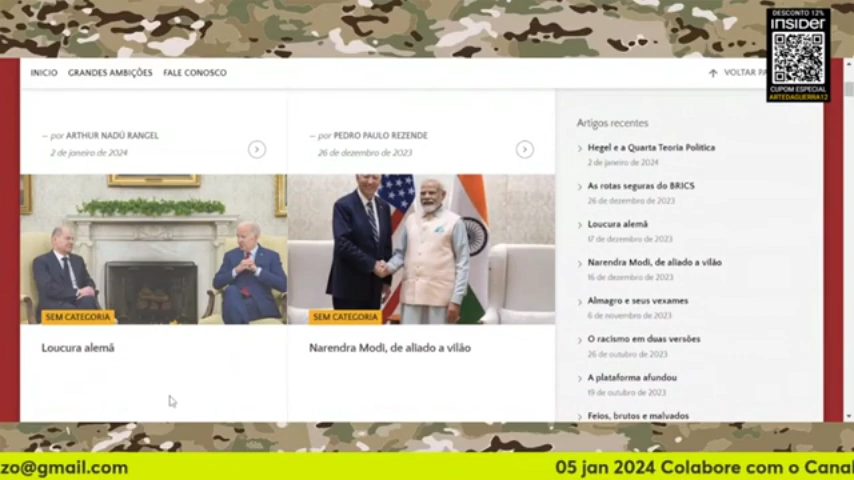 DESCONTO 12%
INSIDER
CUPOM ESPECIAL
ARTEDAGUERRA12
INICIO GRANDES AMBIÇÕES FALE CONOSCO
VOLTAR
— por ARTHUR NADÚ RANGEL
2 de janeiro de 2024
— por PEDRO PAULO REZENDE
26 de dezembro de 2023
SEM CATEGORIA
Loucura alemã
SEM CATEGORIA
Narendra Modi, de aliado a vilão
Artigos recentes
Hegel e a Quarta Teoria Política
2 de janeiro de 2024
As rotas seguras do BRICS
26 de dezembro de 2023
Loucura alemã
17 de dezembro de 2023
Narendra Modi, de aliado a vilão
16 de dezembro de 2023
Almagro e seus vexames
6 de novembro de 2023
O racismo em duas versões
26 de outubro de 2023
A plataforma afundou
19 de outubro de 2023
Feios, brutos e malvados
zo@gmail.com
05 jan 2024 Colabore com o Canal